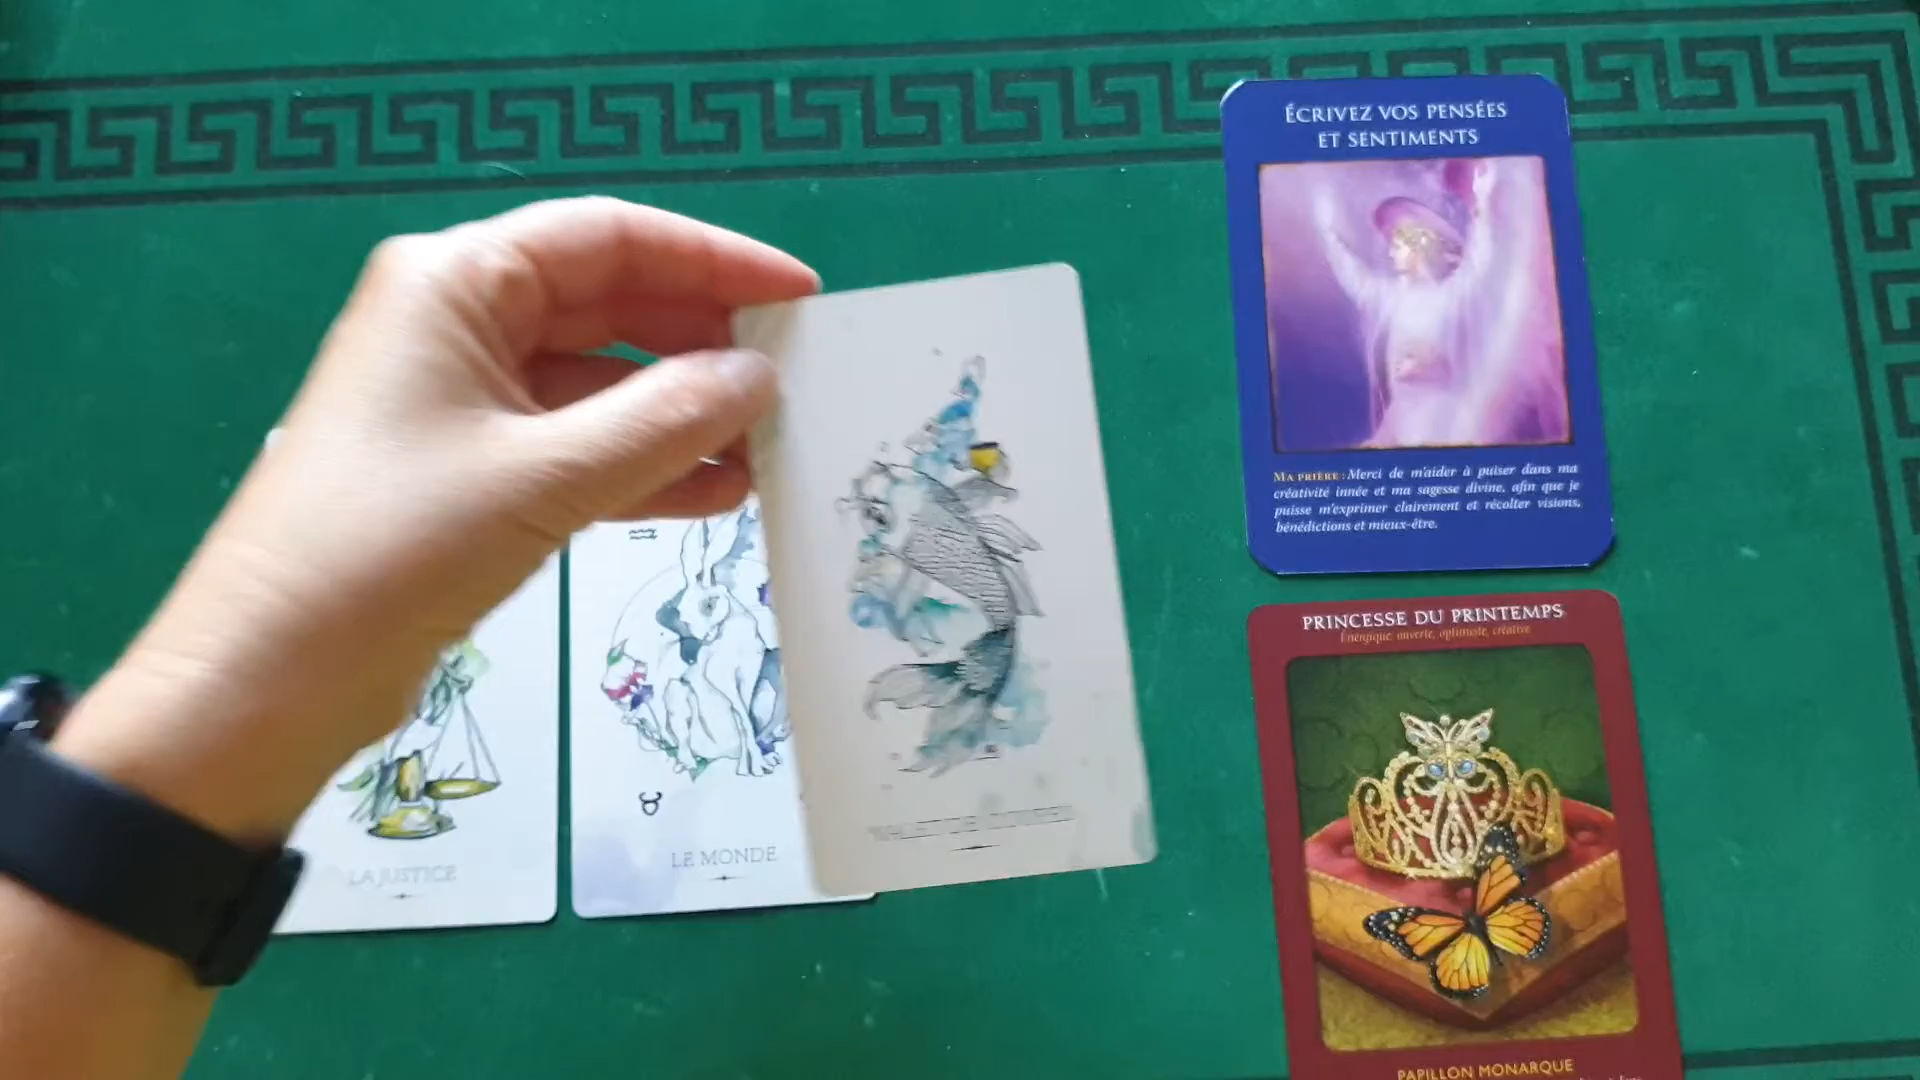 ÉCRIVEZ VOS PENSÉES
ET SENTIMENTS
MA PRIÈRE: Merci de m'aider à puiser dans ma
créativité innée et ma sagesse divine, afin que je
puisse m'exprimer clairement et récolter visions,
bénédictions et mieux-être.
PRINCESSE DU PRINTEMPS
Énergique, ouverte, optimiste, créative
PAPILLON MONARQUE
LA JUSTICE
LE MONDE
VALET DE